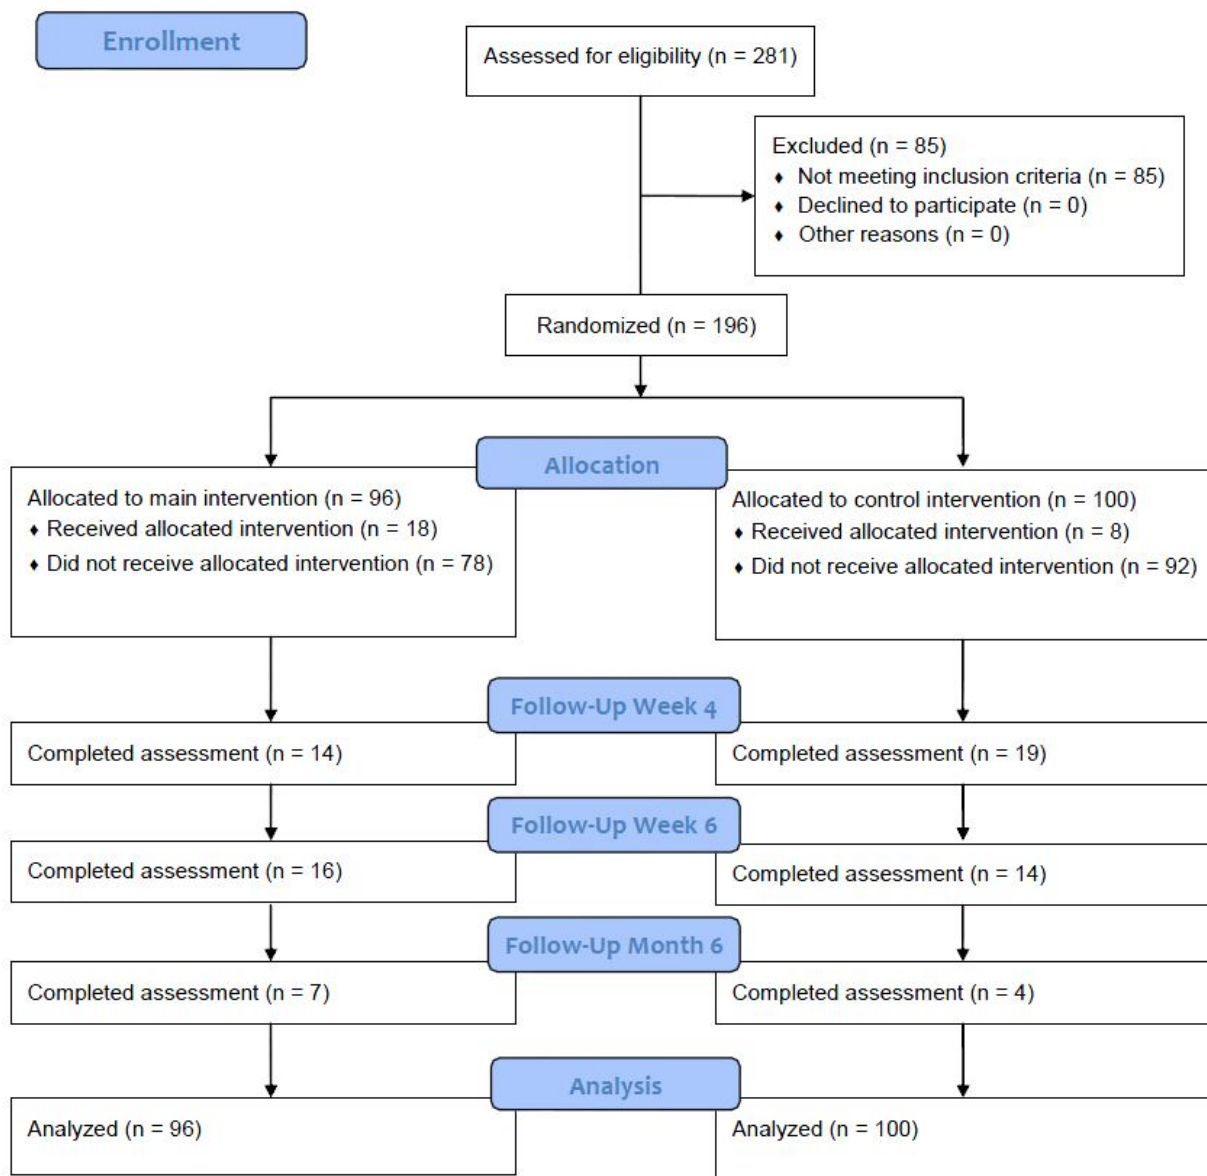 Enrollment
Assessed for eligibility (n = 281)
Excluded (n = 85)
♦ Not meeting inclusion criteria (n = 85)
♦ Declined to participate (n = 0)
♦ Other reasons (n = 0)
Randomized (n = 196)
Allocation
Allocated to main intervention (n = 96)
♦ Received allocated intervention (n = 18)
♦ Did not receive allocated intervention (n = 78)
Allocated to control intervention (n = 100)
♦ Received allocated intervention (n = 8)
♦ Did not receive allocated intervention (n = 92)
Follow-Up Week 4
Completed assessment (n = 14)
Completed assessment (n = 19)
Follow-Up Week 6
Completed assessment (n = 16)
Completed assessment (n = 14)
Follow-Up Month 6
Completed assessment (n = 7)
Completed assessment (n = 4)
Analysis
Analyzed (n = 96)
Analyzed (n = 100)